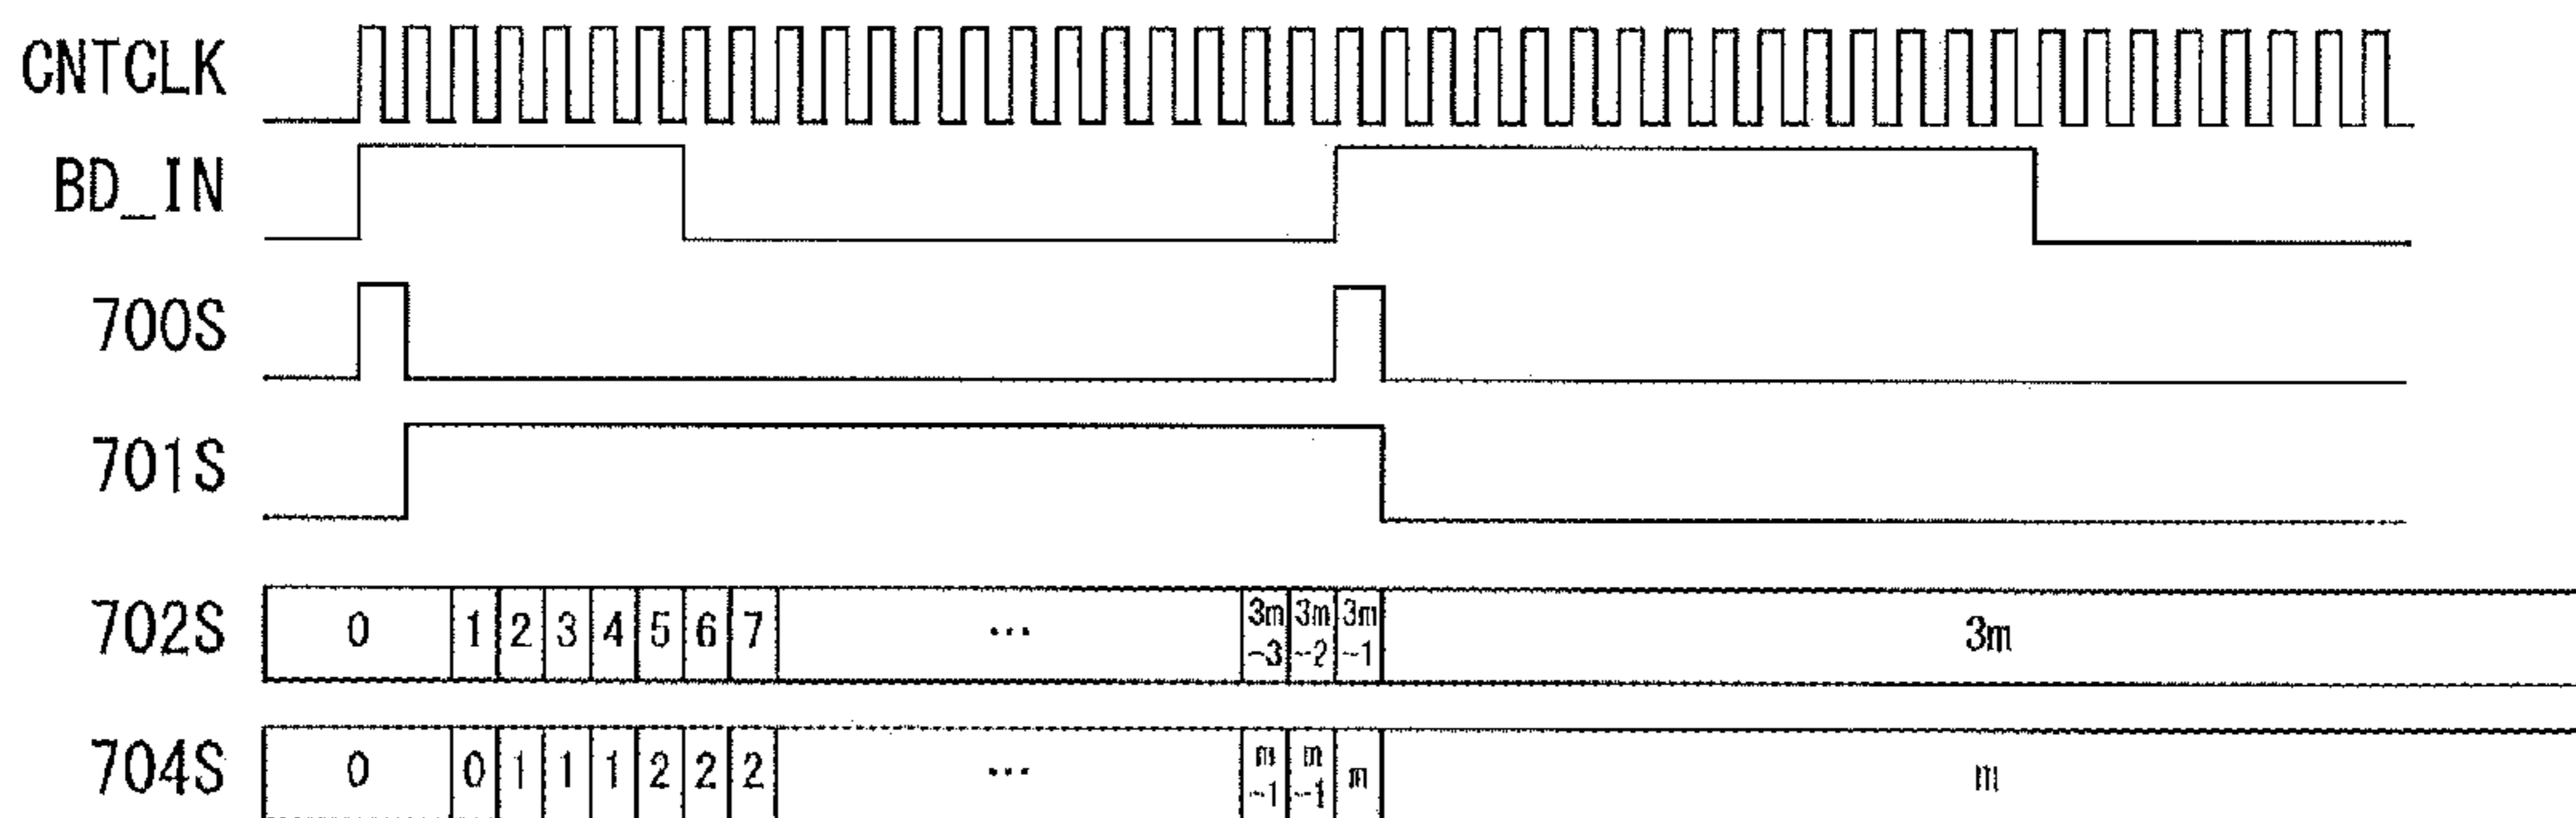 CNTCLK
BD_IN
700S
701S
702S 0 1 2 3 4 5 6 7 ... 3m-3 3m-2 3m-1 3m
704S 0 0 1 1 1 2 2 2 ... m-1 m-1 m m